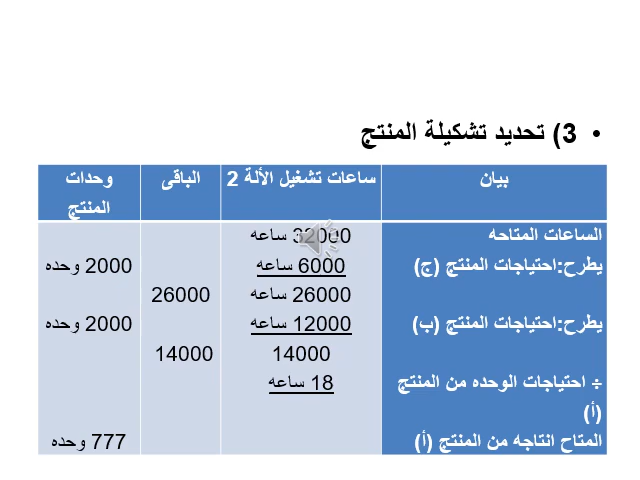 • 3) تحديد تشكيلة المنتج
بيان ساعات تشغيل الألة 2 الباقى وحدات المنتج
الساعات المتاحه 32000 ساعه
يطرح:احتياجات المنتج (ج) 6000 ساعه 2000 وحده
26000 ساعه 26000
يطرح:احتياجات المنتج (ب) 12000 ساعه 2000 وحده
14000 14000
÷ احتياجات الوحده من المنتج 18 ساعه
(أ)
المتاح انتاجه من المنتج (أ) 777 وحده